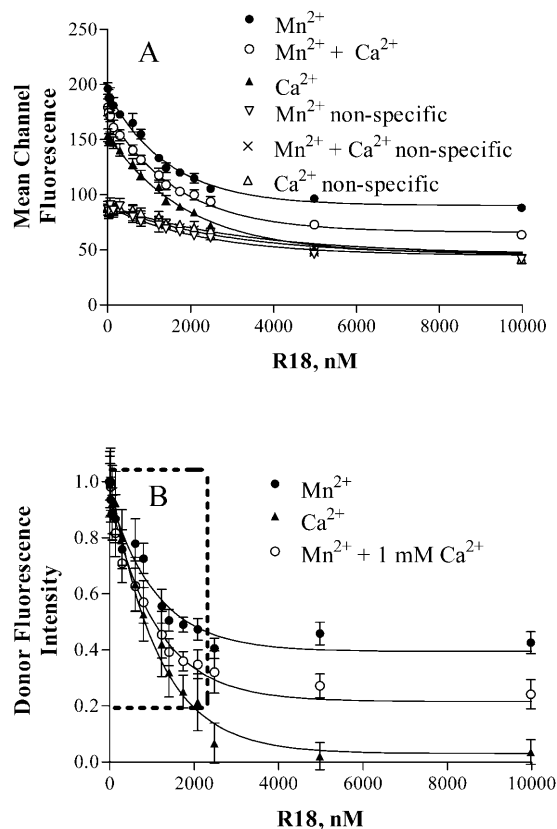 A
Mn2+
Mn2+ + Ca2+
Ca2+
Mn2+ non-specific
Mn2+ + Ca2+ non-specific
Ca2+ non-specific
Mean Channel
Fluorescence
250
200
150
100
50
0
0 2000 4000 6000 8000 10000
R18, nM
B
Mn2+
Ca2+
Mn2+ + 1 mM Ca2+
Donor Fluorescence
Intensity
1.0
0.8
0.6
0.4
0.2
0.0
0 2000 4000 6000 8000 10000
R18, nM